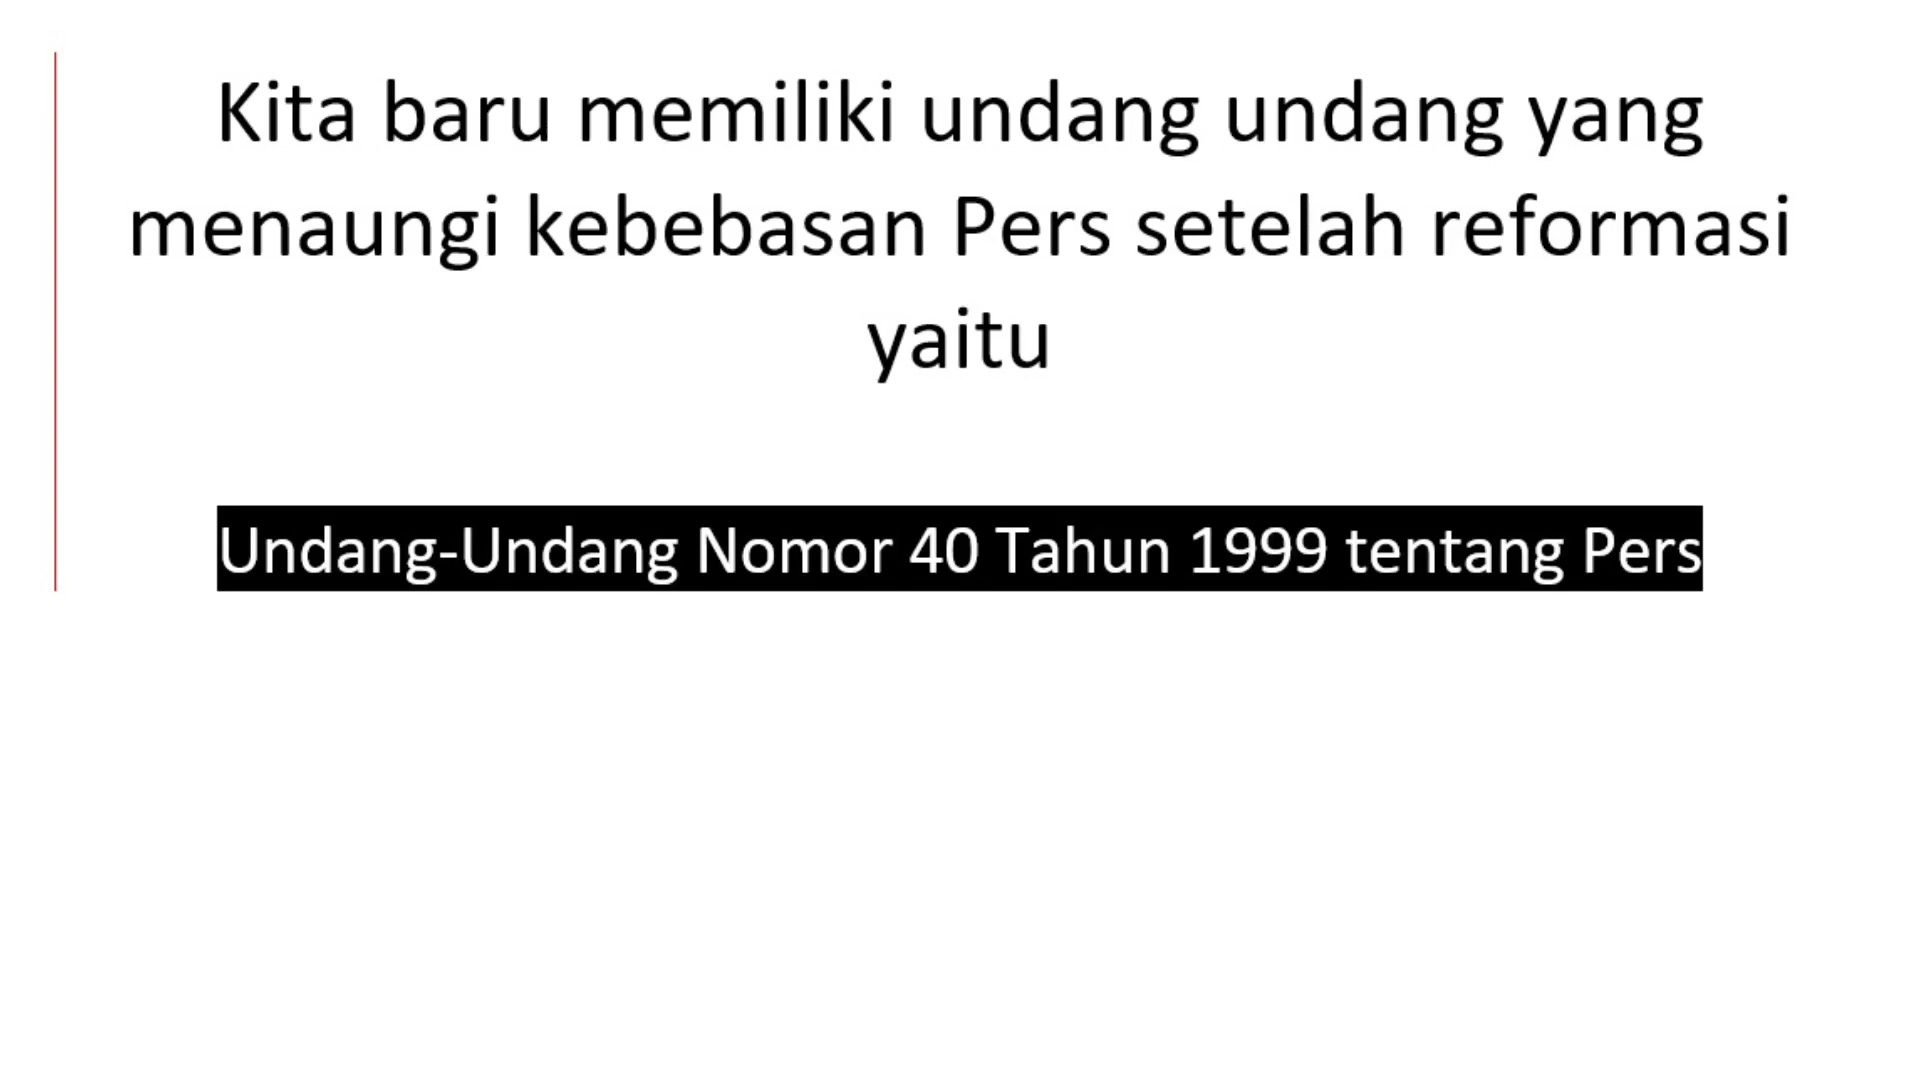 Kita baru memiliki undang undang yang
menaungi kebebasan Pers setelah reformasi
yaitu
Undang-Undang Nomor 40 Tahun 1999 tentang Pers